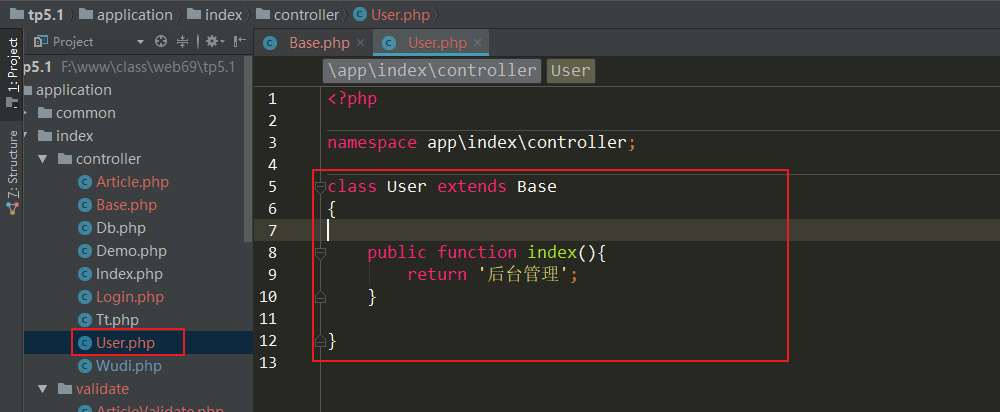 tp5.1 application index controller User.php
Project
Base.php User.php
1: Project
7: Structure
tp5.1 F:\www\class\web69\tp5.1
application
common
index
controller
Article.php
Base.php
Db.php
Demo.php
Index.php
Login.php
Tt.php
User.php
Wudi.php
validate
ArticleValidate.php
\app\index\controller User
1 <?php
2
3 namespace app\index\controller;
4
5 class User extends Base
6 {
7
8 public function index(){
9 return '后台管理';
10 }
11
12 }
13